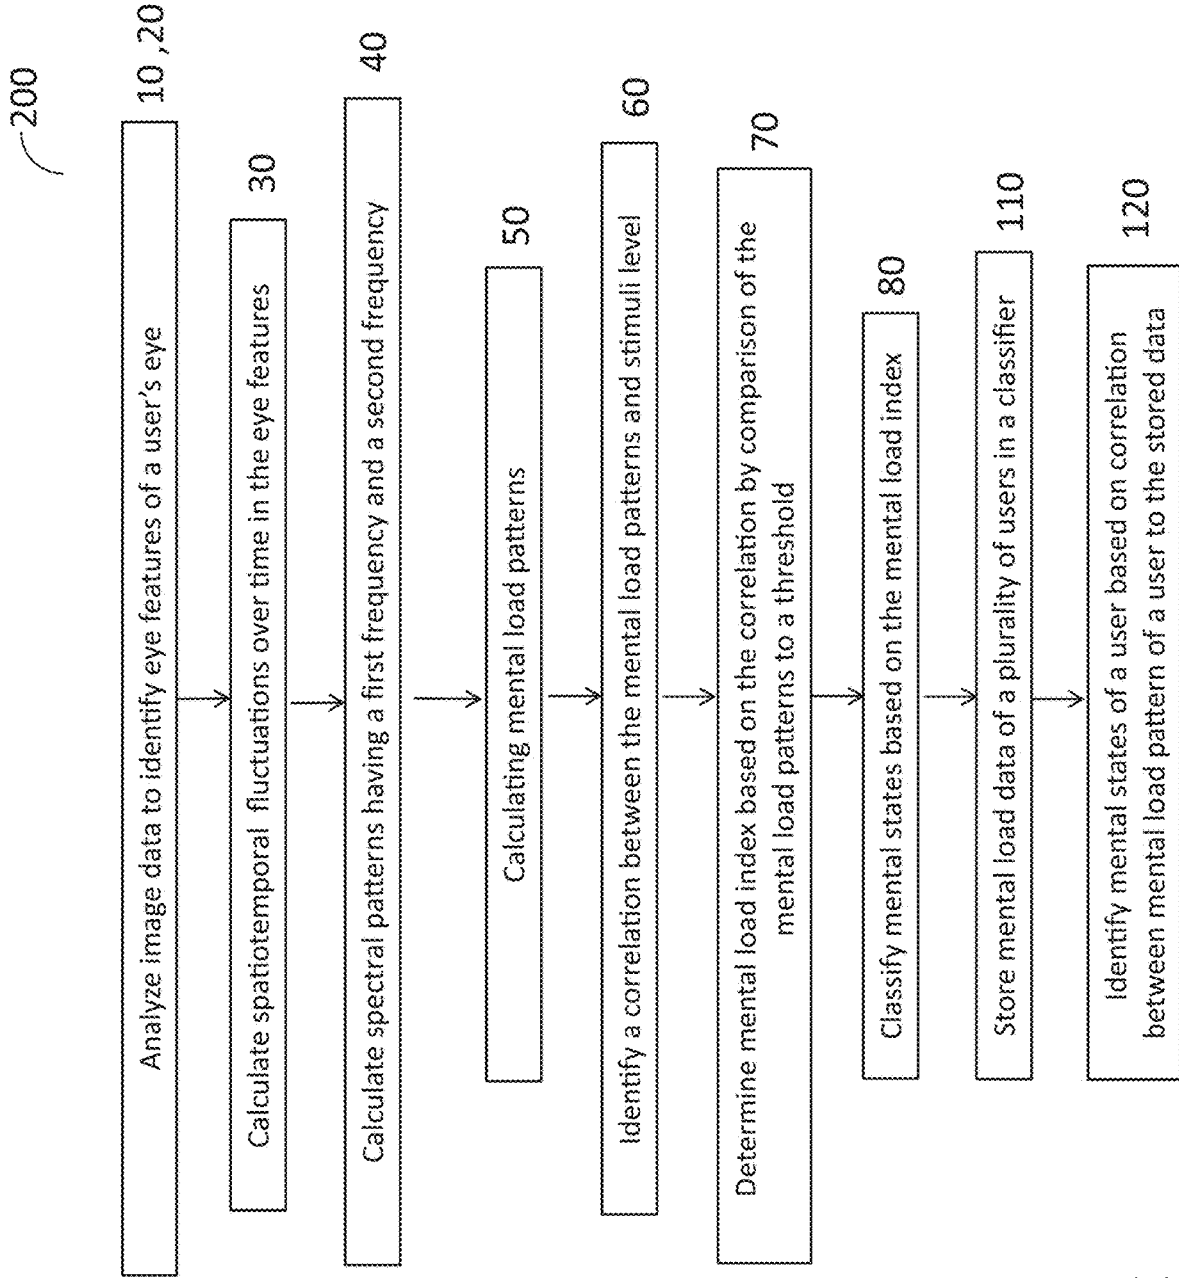 200
Analyze image data to identify eye features of a user's eye
10 ,20
Calculate spatiotemporal fluctuations over time in the eye features
30
Calculate spectral patterns having a first frequency and a second frequency
40
Calculating mental load patterns
50
Identify a correlation between the mental load patterns and stimuli level
60
Determine mental load index based on the correlation by comparison of the
mental load patterns to a threshold
70
Classify mental states based on the mental load index
80
Store mental load data of a plurality of users in a classifier
110
Identify mental states of a user based on correlation
between mental load pattern of a user to the stored data
120